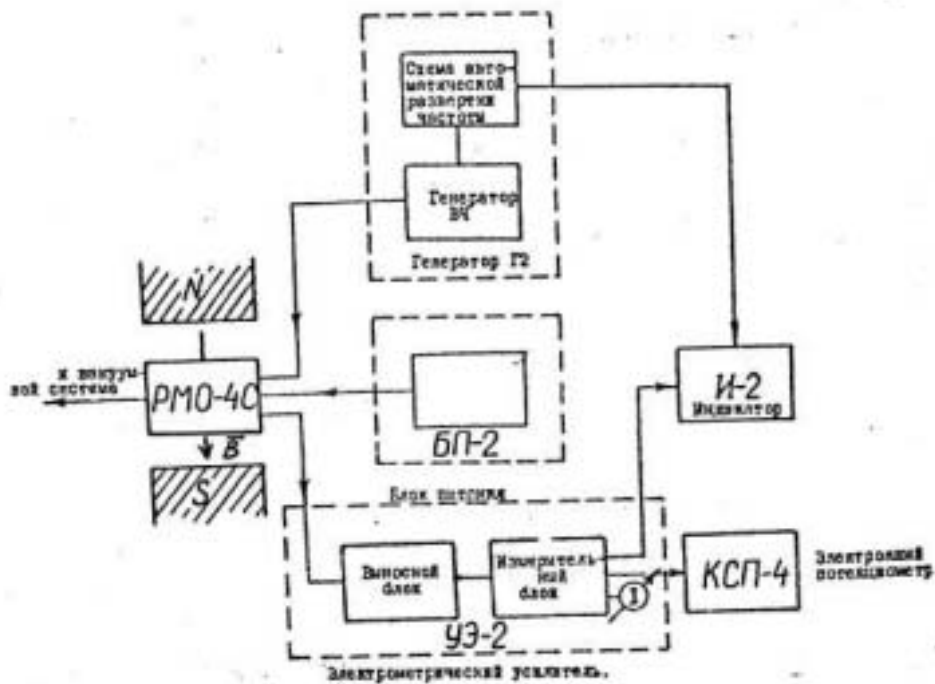 Схема авто-
матической
развертки
частоты
Генератор
ВЧ
Генератор Г2
N
к вакуум-
ной системе
РМО-4С
B
S
БП-2
Блок питания
И-2
Индикатор
Выносной
блок
Измеритель-
ный
блок
I
УЭ-2
КСП-4
Электронный
потенциометр
Электрометрический усилитель.